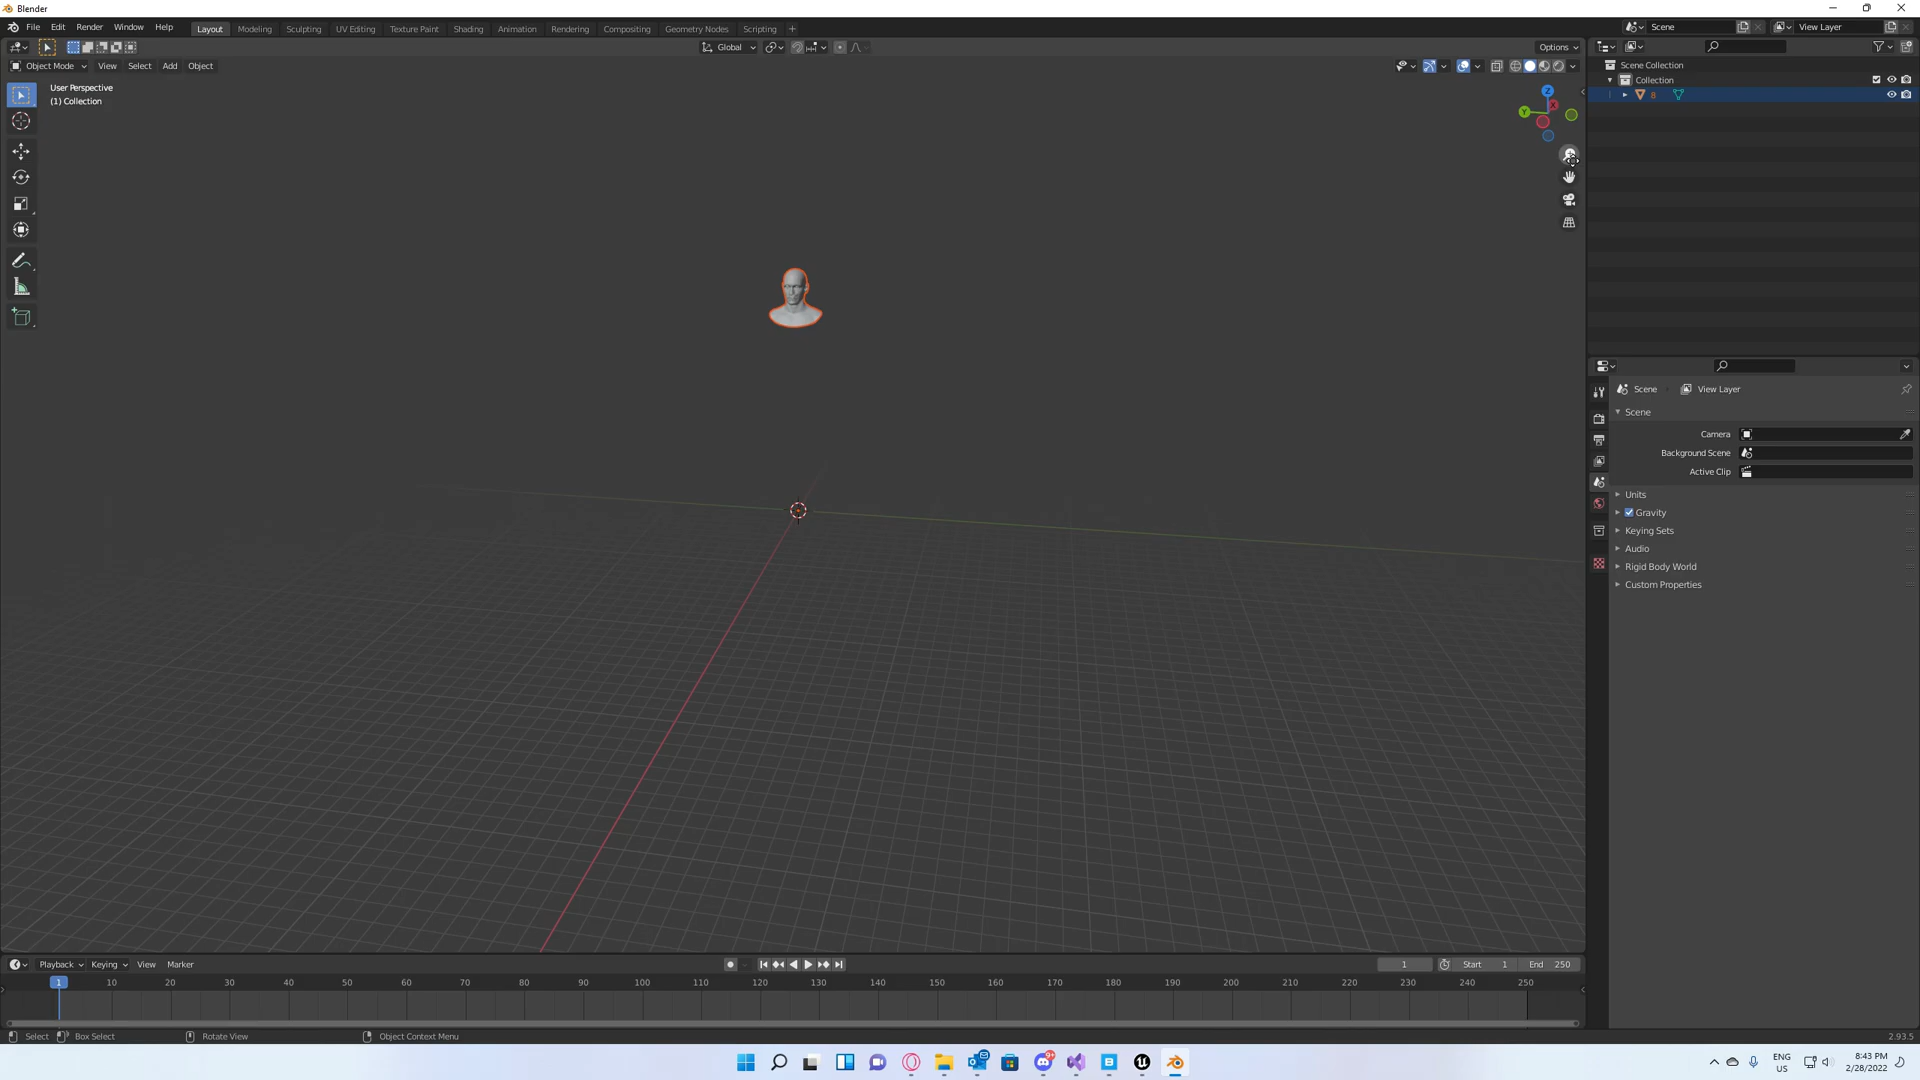 Blender
File Edit Render Window Help Layout Modeling Sculpting UV Editing Texture Paint Shading Animation Rendering Compositing Geometry Nodes Scripting + Scene View Layer
Global Options
Object Mode View Select Add Object
User Perspective
(1) Collection
Z
X
Y
Scene Collection
Collection
8
Scene View Layer
Scene
Camera
Background Scene
Active Clip
Units
Gravity
Keying Sets
Audio
Rigid Body World
Custom Properties
Playback Keying View Marker 1 Start 1 End 250
1 10 20 30 40 50 60 70 80 90 100 110 120 130 140 150 160 170 180 190 200 210 220 230 240 250
Select Box Select Rotate View Object Context Menu 2.93.5
9+
ENG
US
8:43 PM
2/28/2022